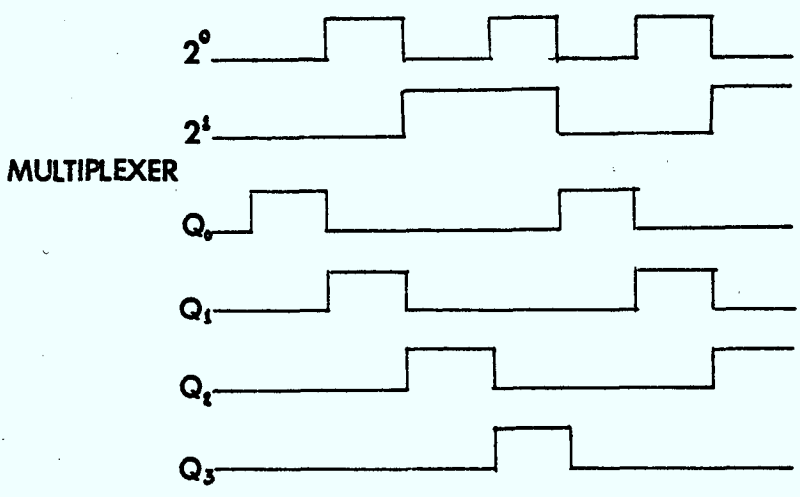 2⁰
2¹
MULTIPLEXER
Q₀
Q₁
Q₂
Q₃